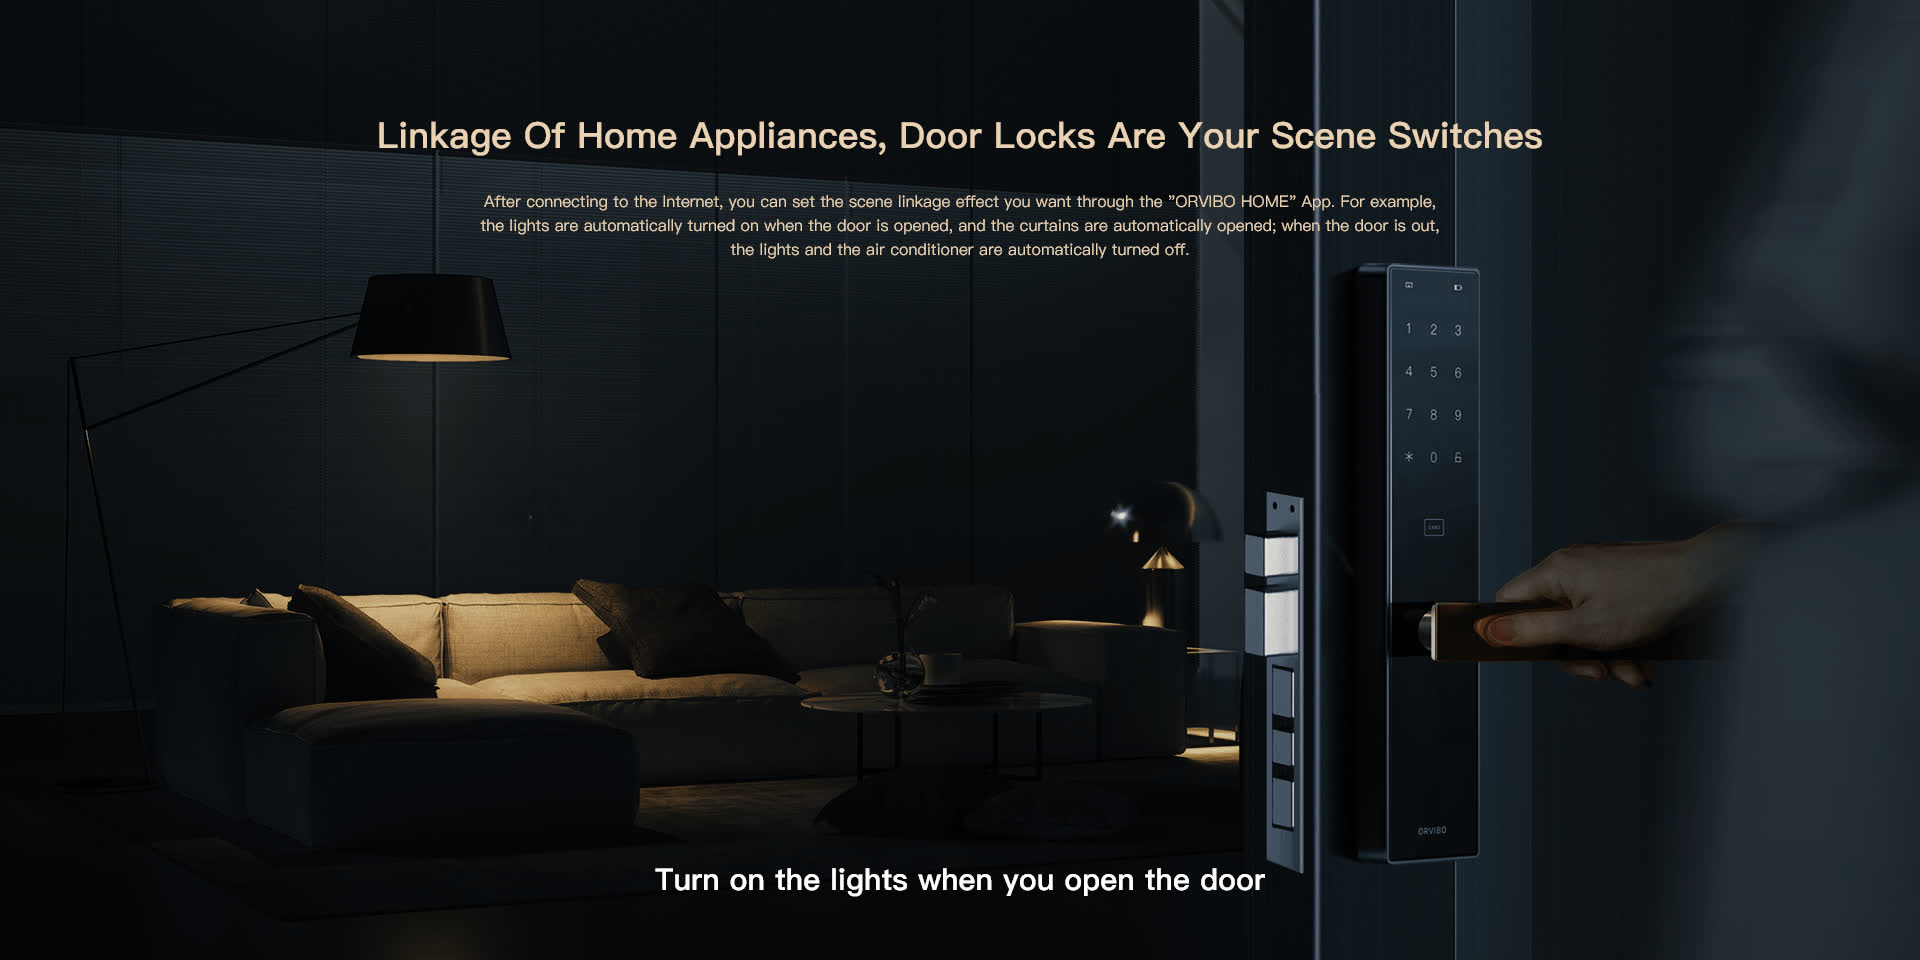 Linkage Of Home Appliances, Door Locks Are Your Scene Switches
After connecting to the Internet, you can set the scene linkage effect you want through the "ORVIBO HOME" App. For example,
the lights are automatically turned on when the door is opened, and the curtains are automatically opened; when the door is out,
the lights and the air conditioner are automatically turned off.
1 2 3
4 5 6
7 8 9
* 0
CARD
ORVIBO
Turn on the lights when you open the door